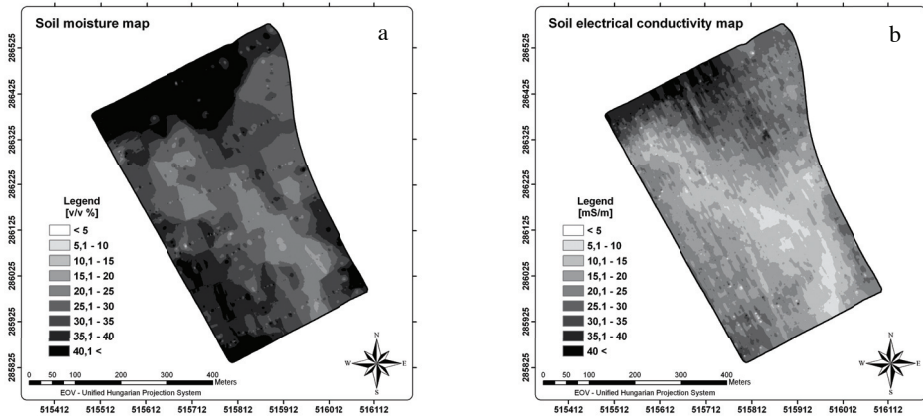 Soil moisture map
a
286525
286425
286325
286225
286125
286025
285925
285825
Legend
[v/v %]
< 5
5,1 - 10
10,1 - 15
15,1 - 20
20,1 - 25
25,1 - 30
30,1 - 35
35,1 - 40
40,1 <
N
W E
S
0 50 100 200 300 400
Meters
EOV - Unified Hungarian Projection System
515412 515512 515612 515712 515812 515912 516012 516112
Soil electrical conductivity map
b
286525
286425
286325
286225
286125
286025
285925
285825
Legend
[mS/m]
< 5
5,1 - 10
10,1 - 15
15,1 - 20
20,1 - 25
25.1 - 30
30,1 - 35
35,1 - 40
40 <
N
W E
S
0 50 100 200 300 400
Meters
EOV - Unified Hungarian Projection System
515412 515512 515612 515712 515812 515912 516012 516112